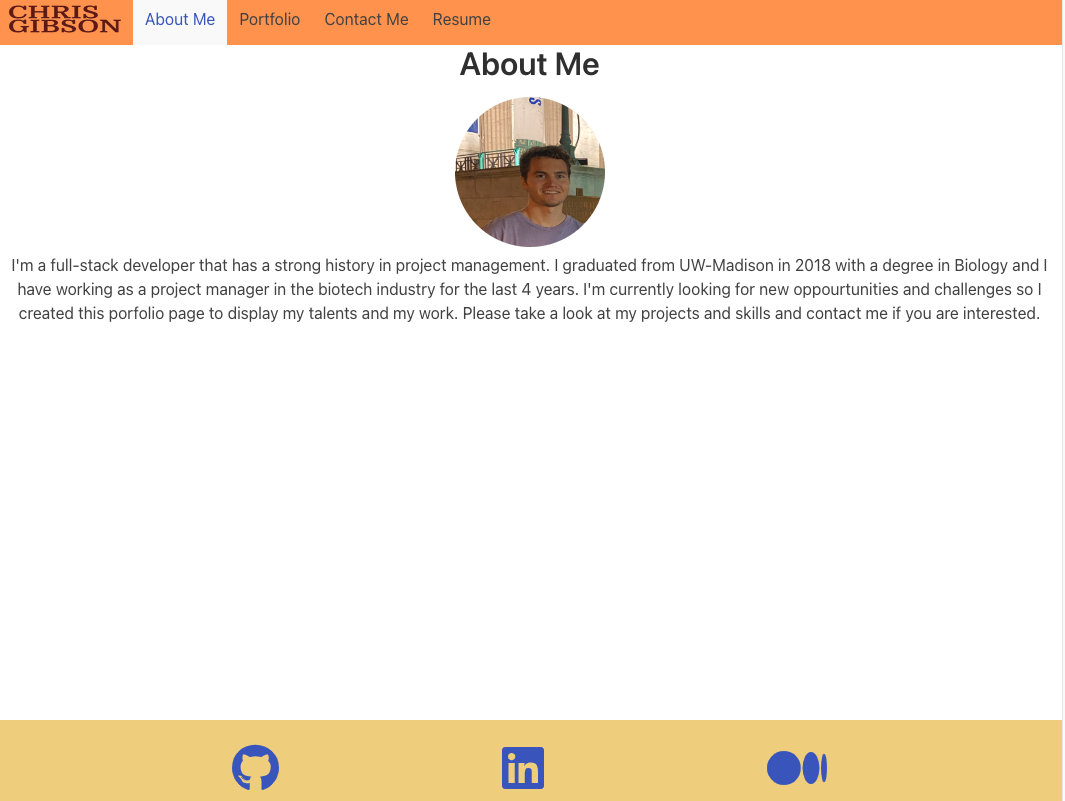 CHRIS
GIBSON
About Me Portfolio Contact Me Resume
About Me
S
I'm a full-stack developer that has a strong history in project management. I graduated from UW-Madison in 2018 with a degree in Biology and I
have working as a project manager in the biotech industry for the last 4 years. I'm currently looking for new oppourtunities and challenges so I
created this porfolio page to display my talents and my work. Please take a look at my projects and skills and contact me if you are interested.
in